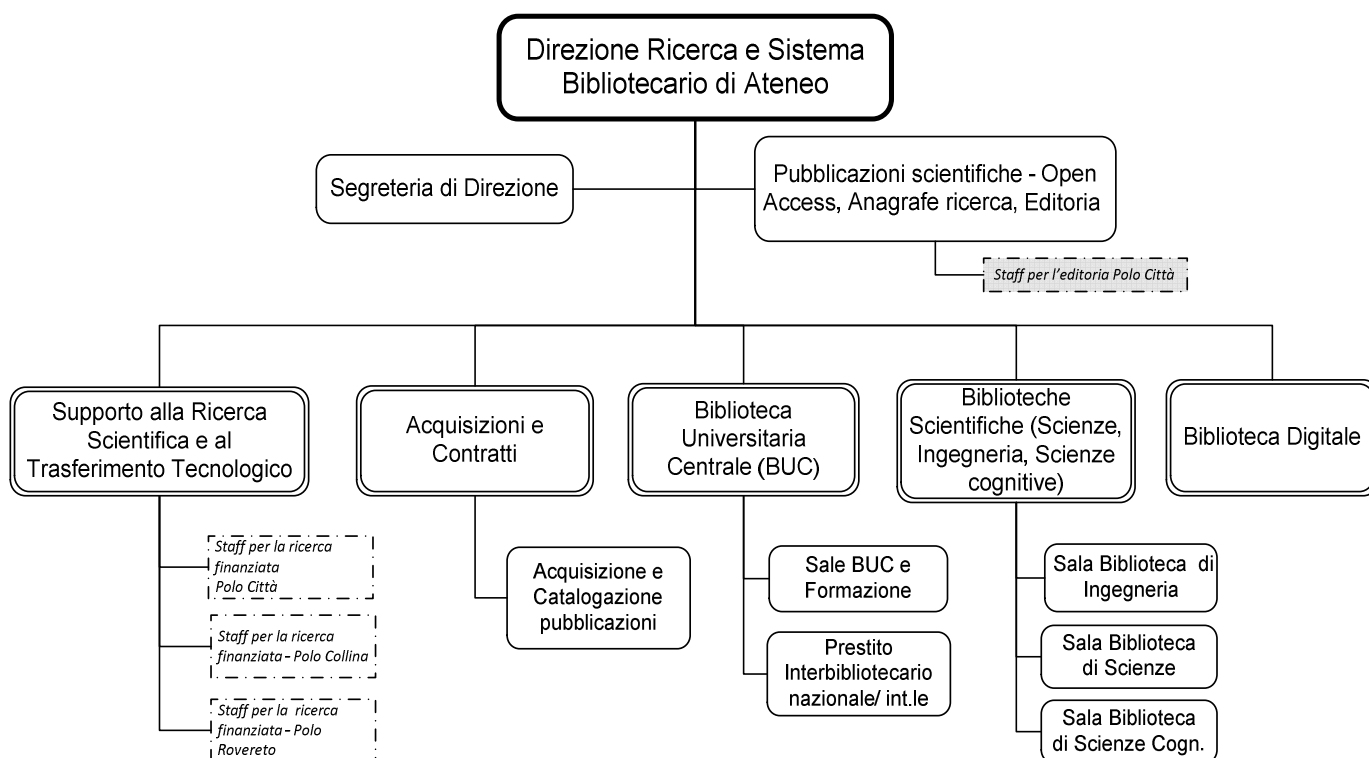 Direzione Ricerca e Sistema
Bibliotecario di Ateneo
Segreteria di Direzione
Pubblicazioni scientifiche - Open
Access, Anagrafe ricerca, Editoria
Staff per l'editoria Polo Città
Supporto alla Ricerca
Scientifica e al
Trasferimento Tecnologico
Acquisizioni e
Contratti
Biblioteca
Universitaria
Centrale (BUC)
Biblioteche
Scientifiche (Scienze,
Ingegneria, Scienze
cognitive)
Biblioteca Digitale
Staff per la ricerca
finanziata
Polo Città
Staff per la ricerca
finanziata - Polo Collina
Staff per la ricerca
finanziata - Polo
Rovereto
Acquisizione e
Catalogazione
pubblicazioni
Sale BUC e
Formazione
Prestito
Interbibliotecario
nazionale/ int.le
Sala Biblioteca di
Ingegneria
Sala Biblioteca
di Scienze
Sala Biblioteca
di Scienze Cogn.